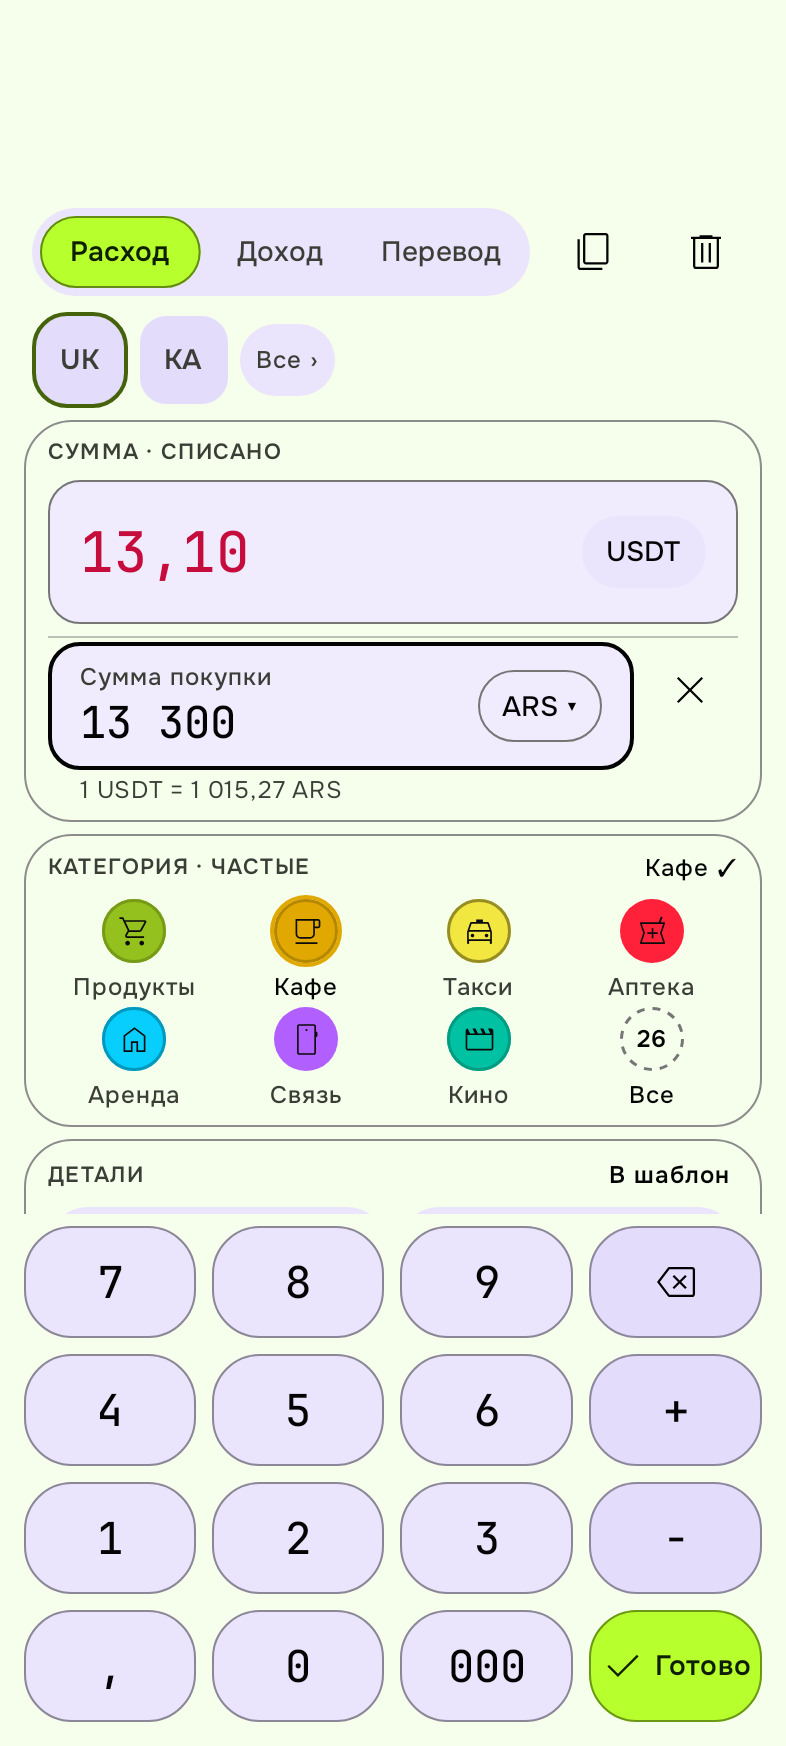 Расход Доход Перевод
UK KA Все ›
СУММА · СПИСАНО
13,10 USDT
Сумма покупки
13 300 ARS ▾
1 USDT = 1 015,27 ARS
КАТЕГОРИЯ · ЧАСТЫЕ Кафе ✓
Продукты Кафе Такси Аптека
26
Аренда Связь Кино Все
ДЕТАЛИ В шаблон
7 8 9
4 5 6 +
1 2 3 -
, 0 000 Готово